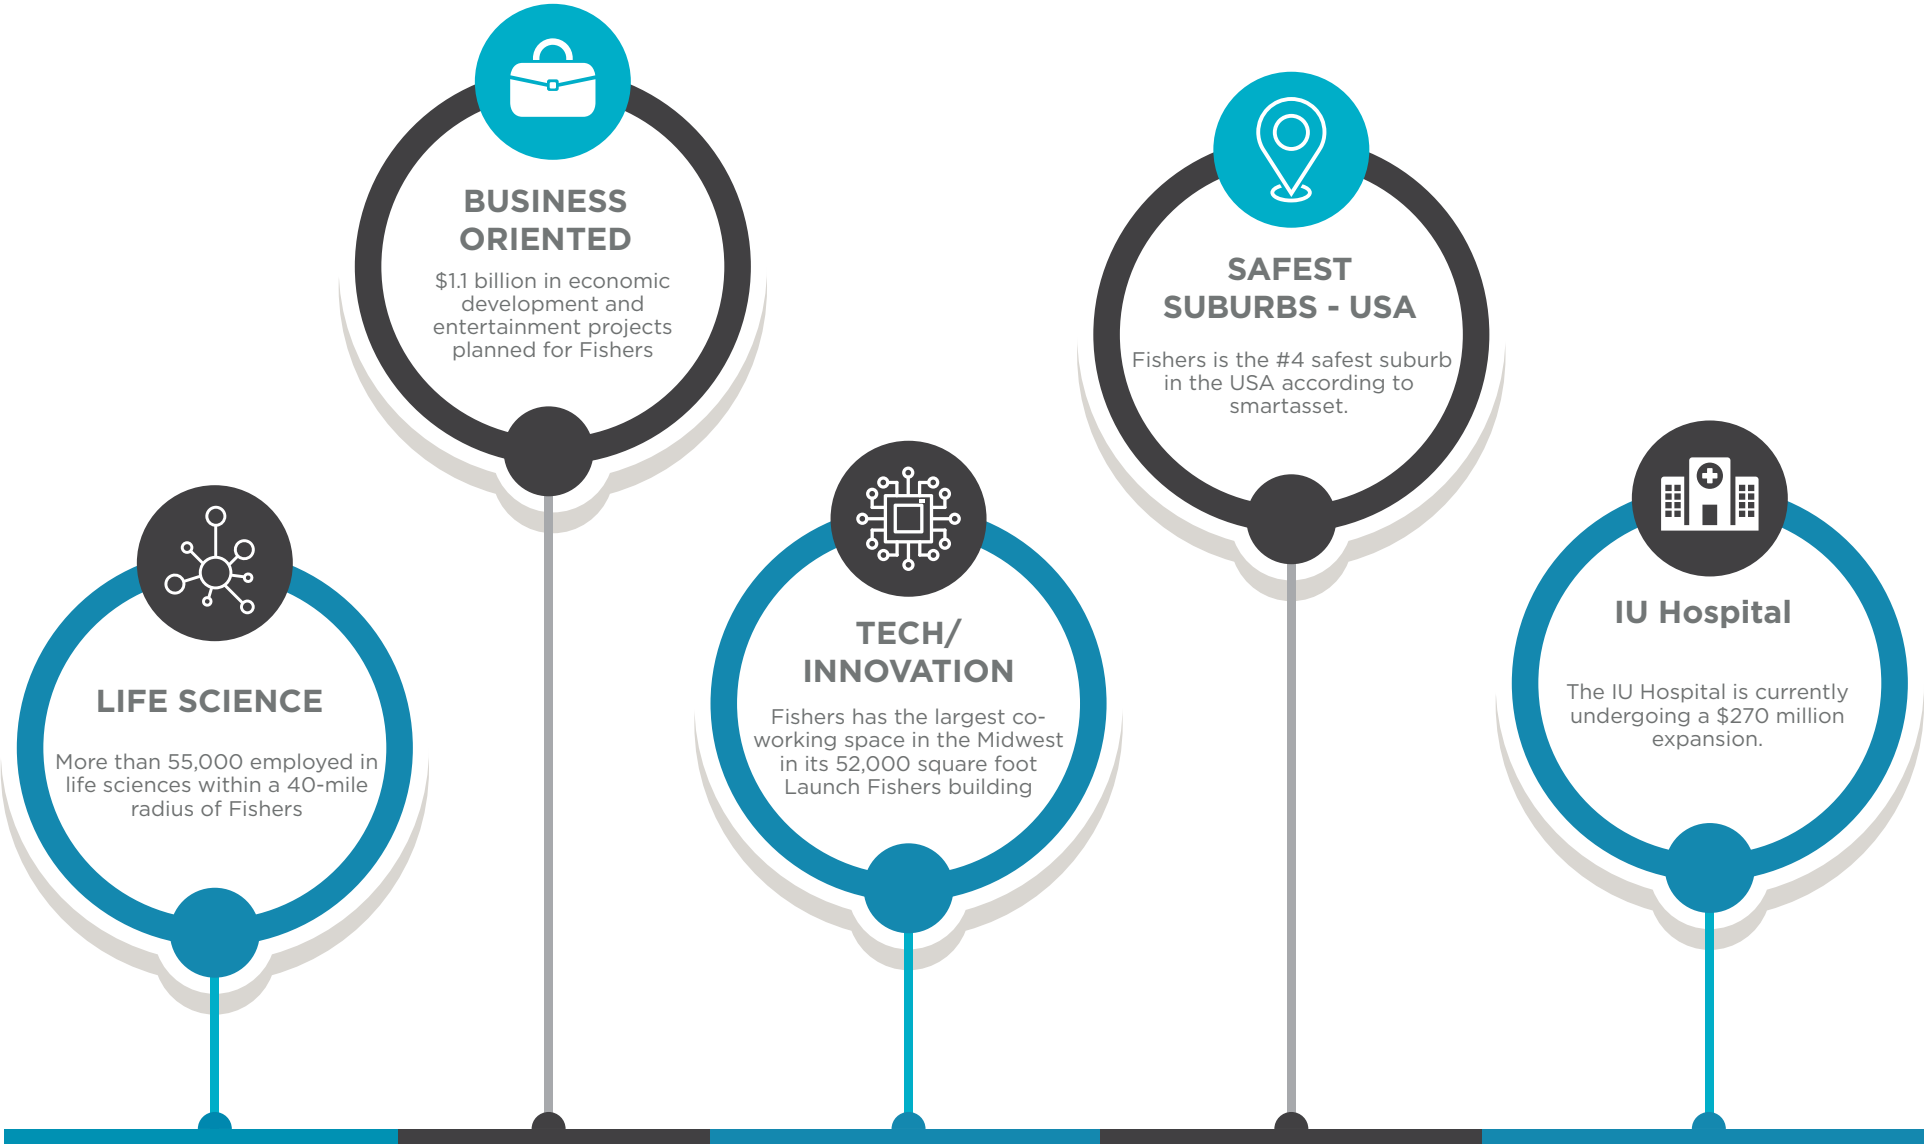 LIFE SCIENCE
More than 55,000 employed in
life sciences within a 40-mile
radius of Fishers
BUSINESS
ORIENTED
$1.1 billion in economic
development and
entertainment projects
planned for Fishers
TECH/
INNOVATION
Fishers has the largest co-
working space in the Midwest
in its 52,000 square foot
Launch Fishers building
SAFEST
SUBURBS - USA
Fishers is the #4 safest suburb
in the USA according to
smartasset.
IU Hospital
The IU Hospital is currently
undergoing a $270 million
expansion.